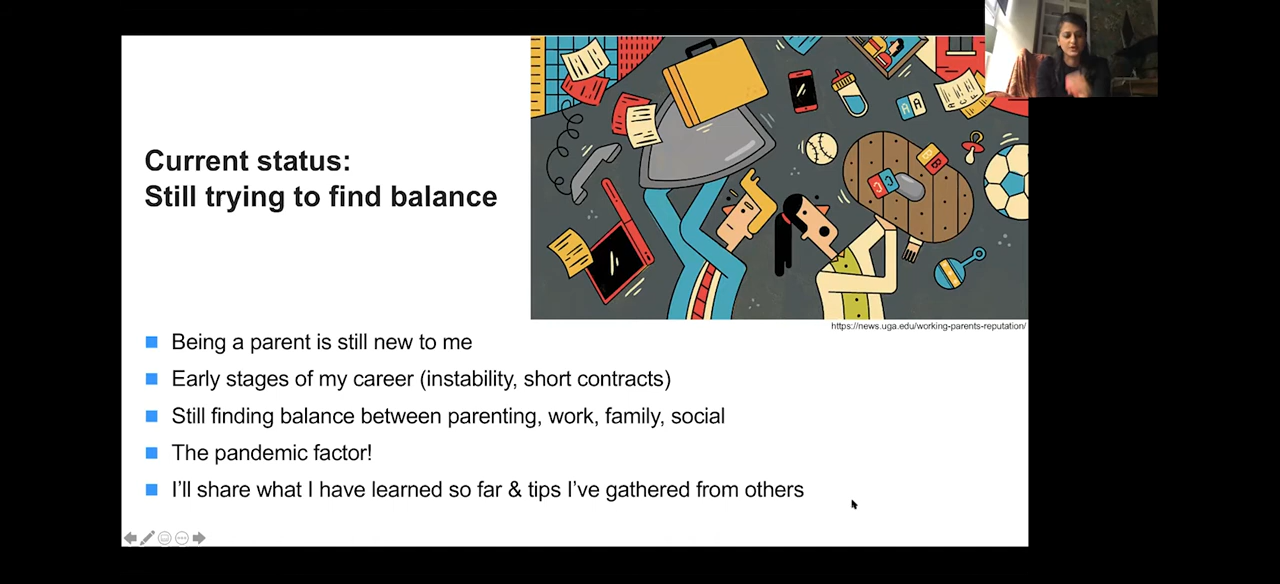 Current status:
Still trying to find balance
A A
B
B
C
C
https://news.uga.edu/working-parents-reputation/
Being a parent is still new to me
Early stages of my career (instability, short contracts)
Still finding balance between parenting, work, family, social
The pandemic factor!
I’ll share what I have learned so far & tips I’ve gathered from others